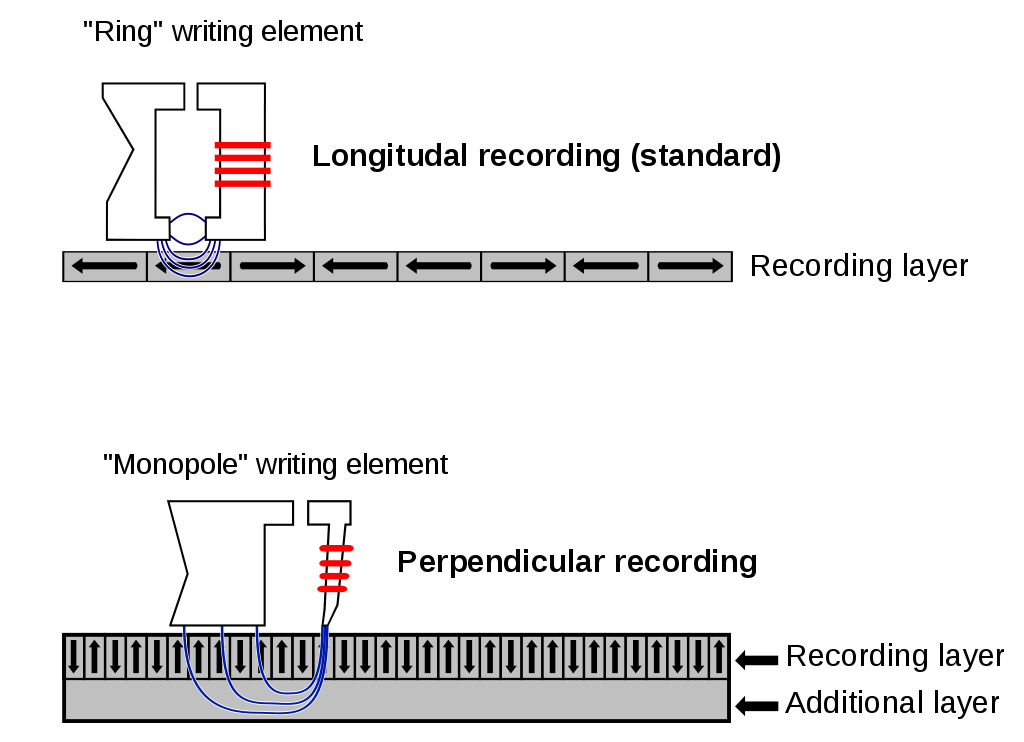 "Ring" writing element
Longitudal recording (standard)
Recording layer
"Monopole" writing element
Perpendicular recording
Recording layer
Additional layer